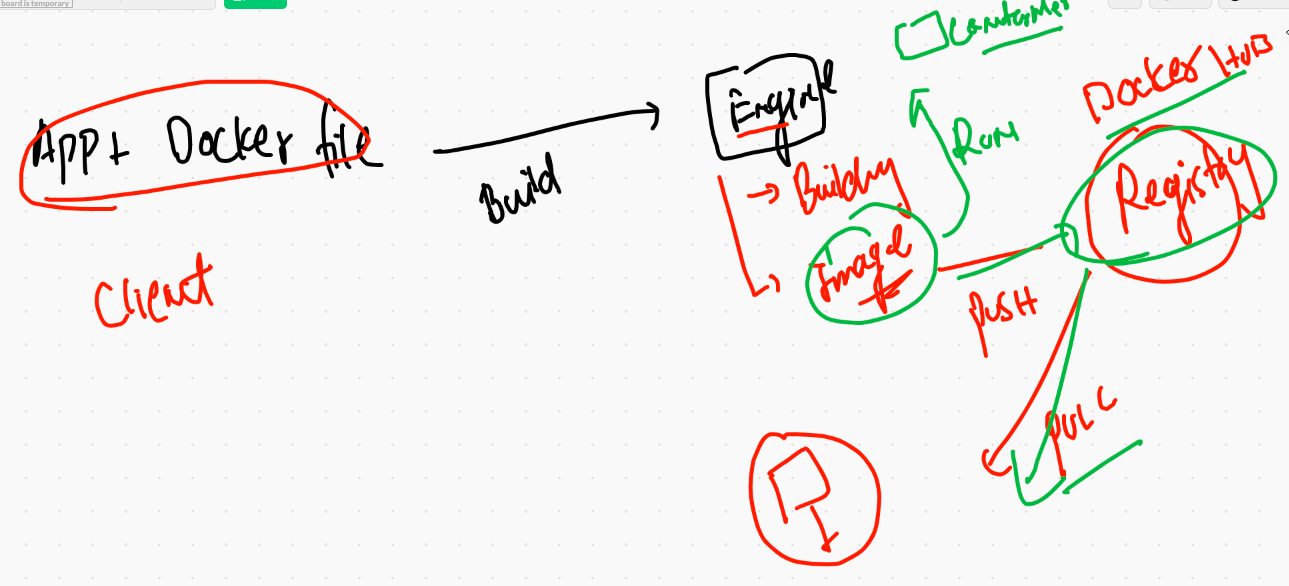 board is temporary
App + Docker file
Build
Client
Engine
→ Building
Image
Run
Container
Docker HUB
Registry
PUSH
PULL